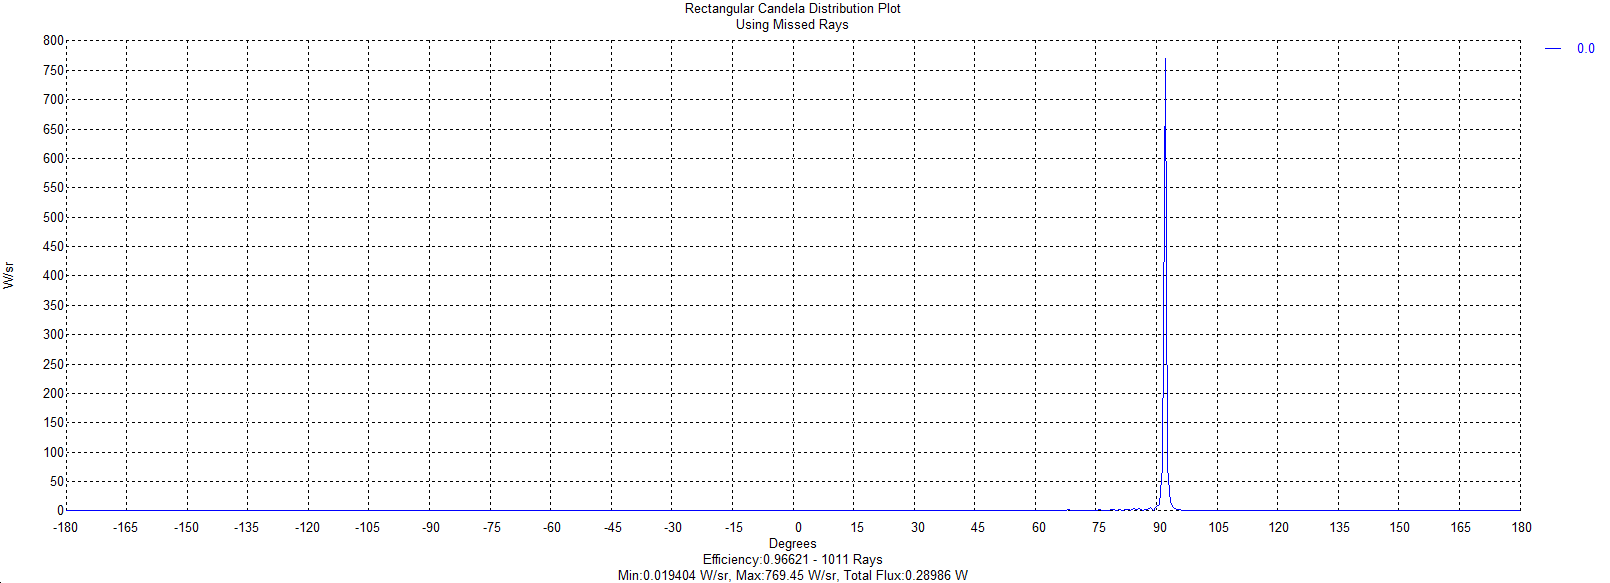 Rectangular Candela Distribution Plot
Using Missed Rays
0.0
800
750
700
650
600
550
500
450
400
350
300
250
200
150
100
50
0
W/sr
-180 -165 -150 -135 -120 -105 -90 -75 -60 -45 -30 -15 0 15 30 45 60 75 90 105 120 135 150 165 180
Degrees
Efficiency:0.96621 - 1011 Rays
Min:0.019404 W/sr, Max:769.45 W/sr, Total Flux:0.28986 W